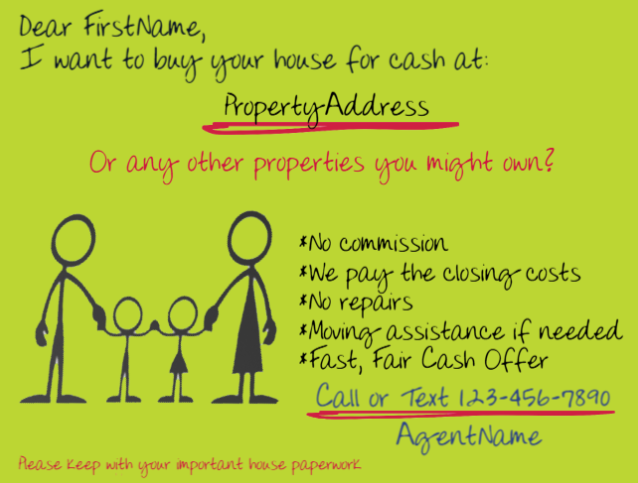 Dear FirstName,
I want to buy your house for cash at:
PropertyAddress
Or any other properties you might own?
*No commission
*We pay the closing costs
*No repairs
*Moving assistance if needed
*Fast, Fair Cash Offer
Call or Text 123-456-7890
AgentName
Please keep with your important house paperwork